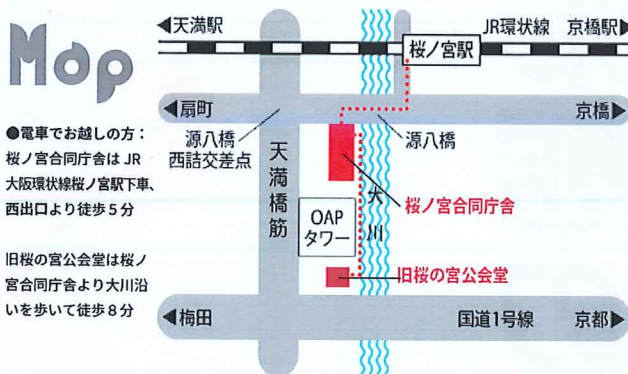 Map
●電車でお越しの方：
桜ノ宮合同庁舎は JR
大阪環状線桜ノ宮駅下車、
西出口より徒歩５分
旧桜の宮公会堂は桜ノ
宮合同庁舎より大川沿
いを歩いて徒歩８分
◀天満駅
JR環状線
京橋駅▶
桜ノ宮駅
◀扇町
京橋▶
源八橋
西詰交差点
源八橋
天満橋筋
大川
桜ノ宮合同庁舎
OAP
タワー
旧桜の宮公会堂
◀梅田
国道1号線
京都▶